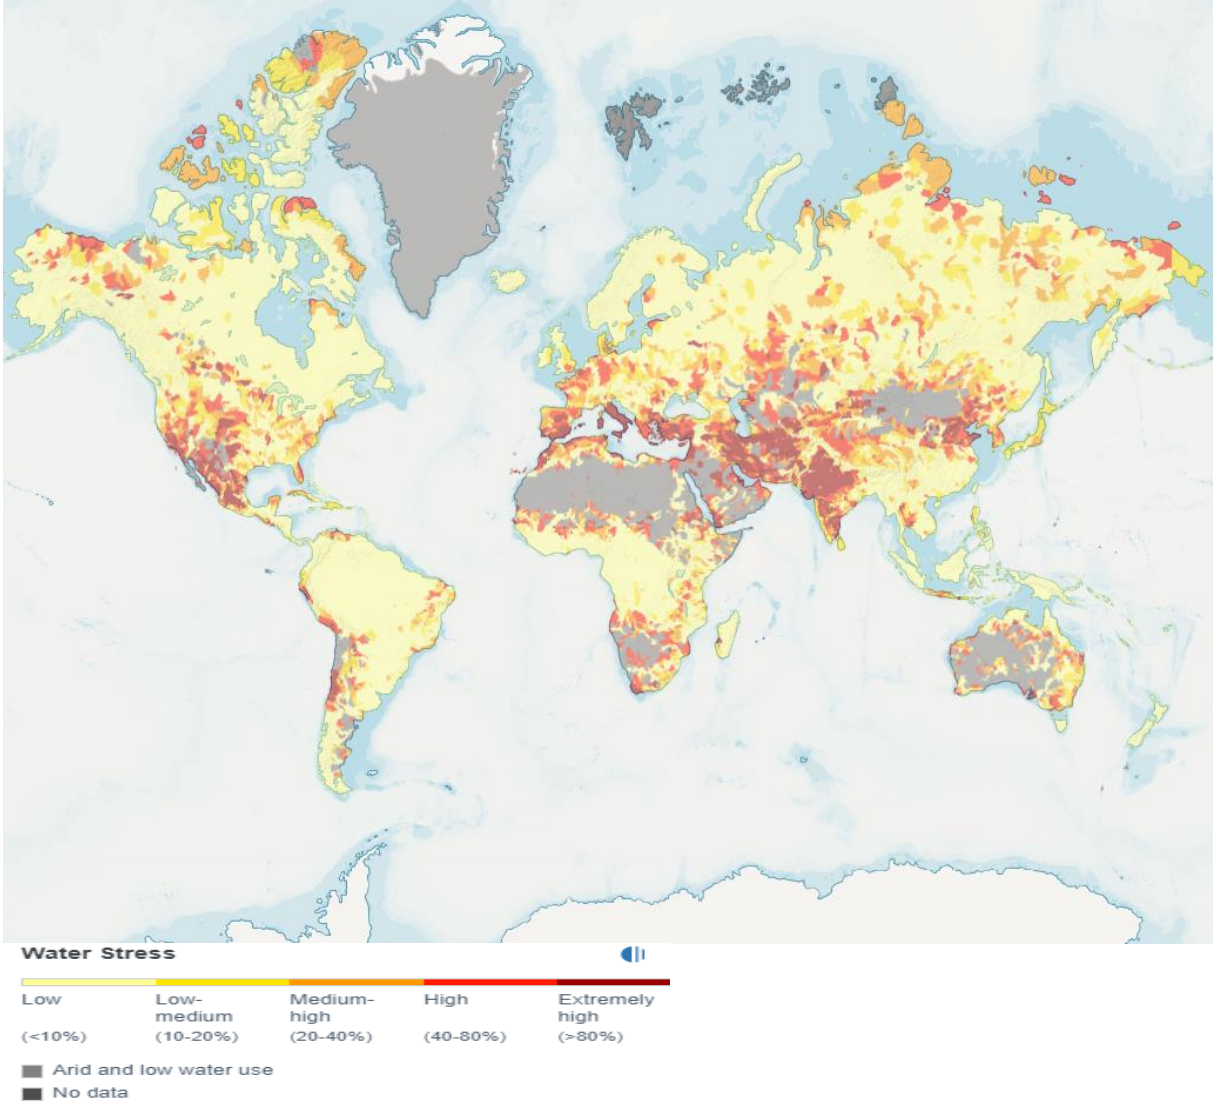 Water Stress
Low
(<10%)
Low-
medium
(10-20%)
Medium-
high
(20-40%)
High
(40-80%)
Extremely
high
(>80%)
Arid and low water use
No data